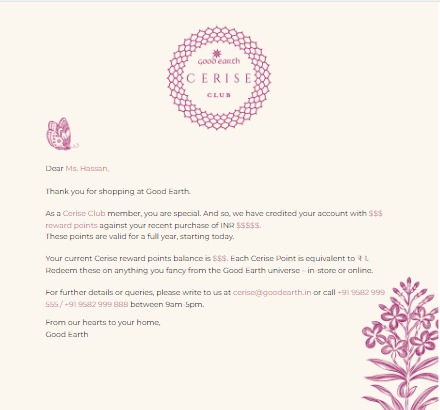 good earth
CERISE
CLUB
Dear Ms. Hassan,
Thank you for shopping at Good Earth.
As a Cerise Club member, you are special. And so, we have credited your account with $$$
reward points against your recent purchase of INR $$$$$.
These points are valid for a full year, starting today.
Your current Cerise reward points balance is $$$. Each Cerise Point is equivalent to ₹ 1.
Redeem these on anything you fancy from the Good Earth universe – in-store or online.
For further details or queries, please write to us at cerise@goodearth.in or call +91 9582 999
555 / +91 9582 999 888 between 9am-5pm.
From our hearts to your home,
Good Earth